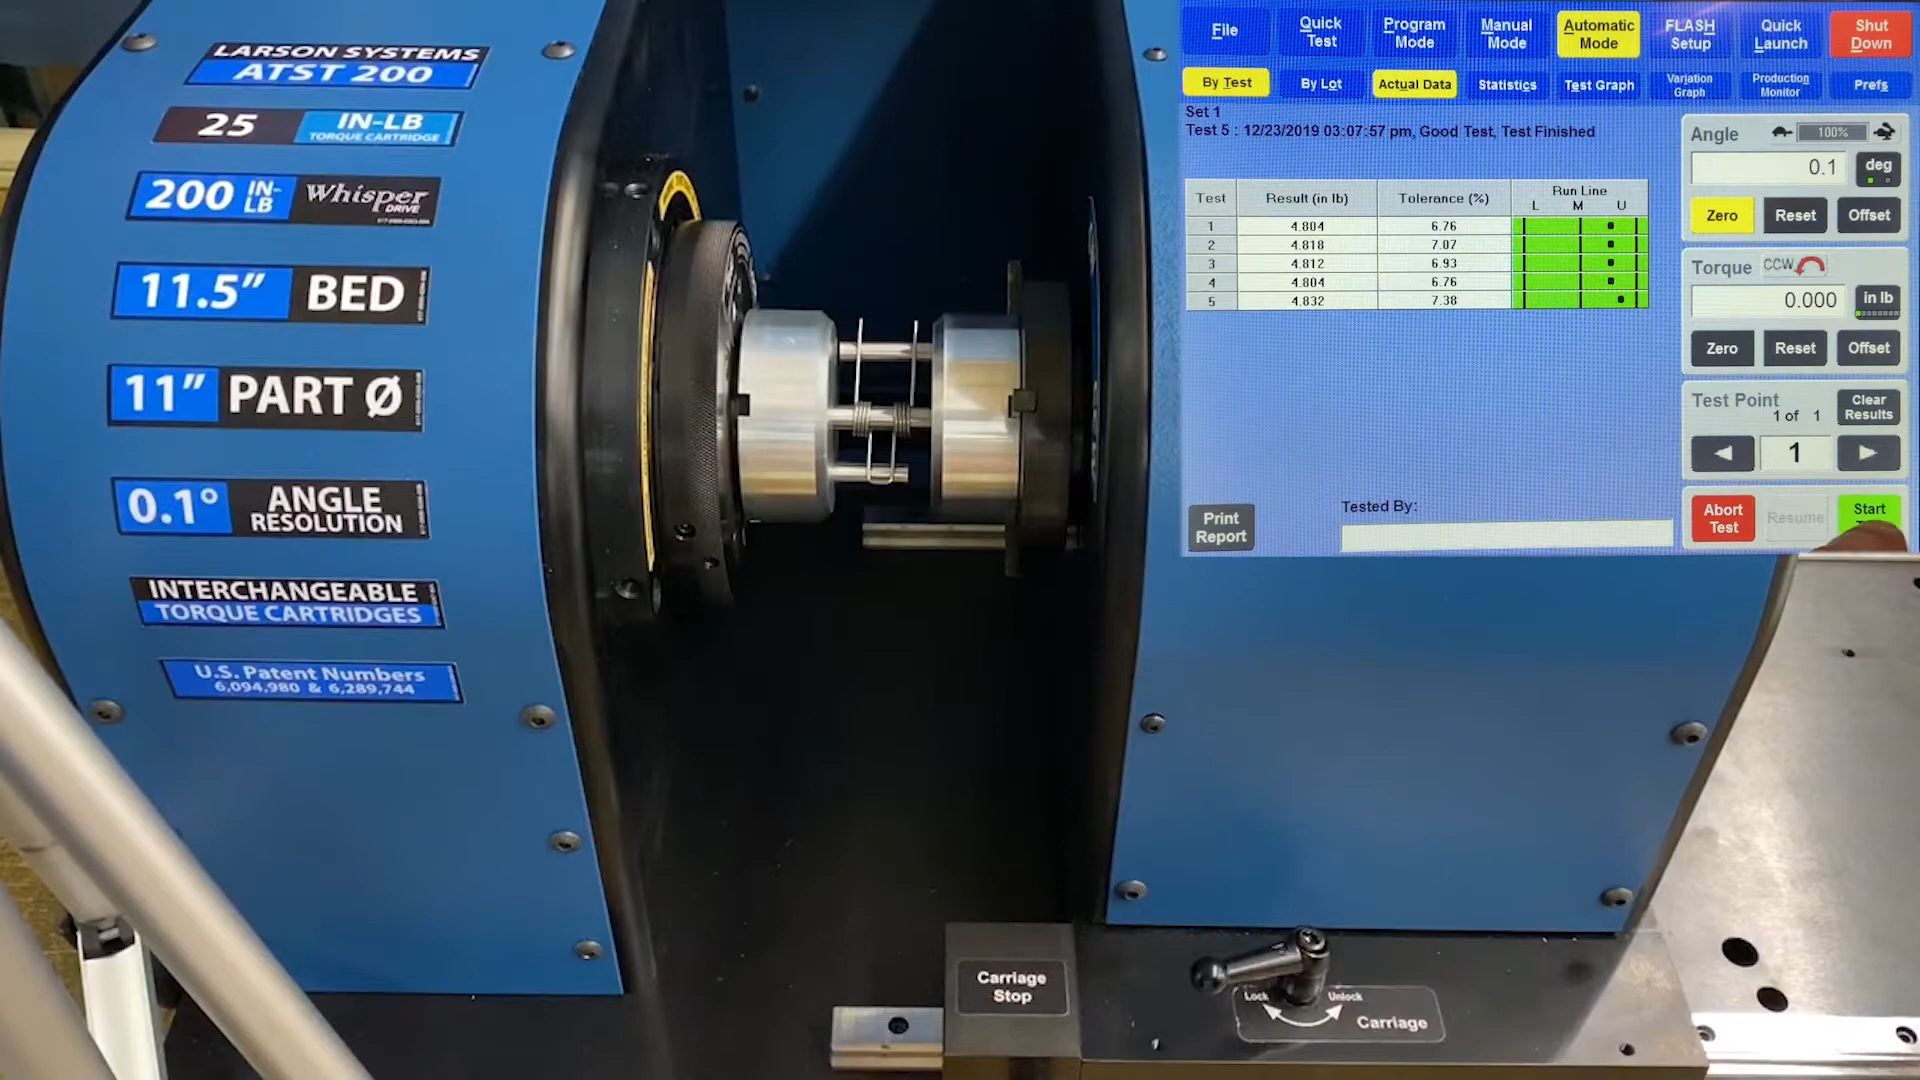 LARSON SYSTEMS
ATST 200
25 IN-LB
TORQUE CARTRIDGE
200 IN-LB Whisper
DRIVE
11.5” BED
11” PART Ø
0.1° ANGLE
RESOLUTION
INTERCHANGEABLE
TORQUE CARTRIDGES
U.S. Patent Numbers
6,094,980 & 6,289,744
File
Quick Test
Program Mode
Manual Mode
Automatic Mode
FLASH Setup
Quick Launch
Shut Down
By Test
By Lot
Actual Data
Statistics
Test Graph
Variation Graph
Production Monitor
Prefs
Set 1
Test 5 : 12/23/2019 03:07:57 pm, Good Test, Test Finished
Test Result (in lb) Tolerance (%) Run Line
L M U
1 4.804 6.76
2 4.818 7.07
3 4.812 6.93
4 4.804 6.76
5 4.832 7.38
Angle 100%
0.1 deg
Zero Reset Offset
Torque CCW
0.000 in lb
Zero Reset Offset
Test Point
1 of 1
Clear Results
1
Print Report
Tested By:
Abort Test
Resume
Start
Carriage
Stop
Lock Unlock
Carriage